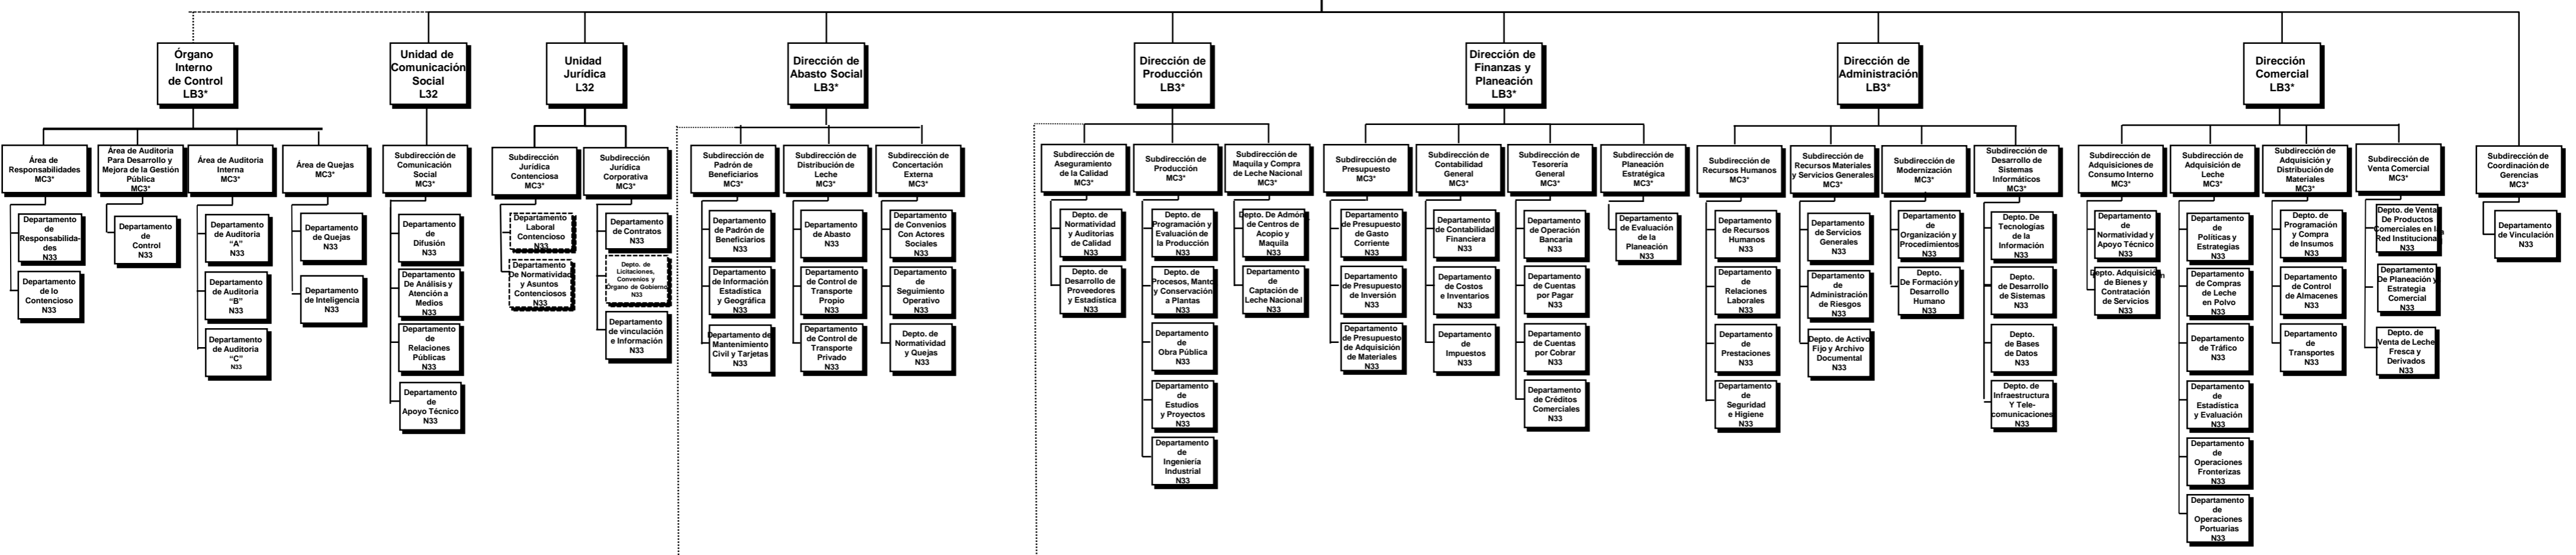 Órgano
Interno
de Control
LB3*
Unidad de
Comunicación
Social
L32
Unidad
Jurídica
L32
Dirección de
Abasto Social
LB3*
Dirección de
Producción
LB3*
Dirección de
Finanzas y
Planeación
LB3*
Dirección de
Administración
LB3*
Dirección
Comercial
LB3*
Área de
Responsabilidades
MC3*
Área de Auditoria
Para Desarrollo y
Mejora de la Gestión
Pública
MC3*
Área de Auditoria
Interna
MC3*
Área de Quejas
MC3*
Subdirección de
Comunicación
Social
MC3*
Subdirección
Jurídica
Contenciosa
MC3*
Subdirección
Jurídica
Corporativa
MC3*
Subdirección de
Padrón de
Beneficiarios
MC3*
Subdirección de
Distribución de
Leche
MC3*
Subdirección de
Concertación
Externa
MC3*
Subdirección de
Aseguramiento
de la Calidad
MC3*
Subdirección de
Producción
MC3*
Subdirección de
Maquila y Compra
de Leche Nacional
MC3*
Subdirección de
Presupuesto
MC3*
Subdirección de
Contabilidad
General
MC3*
Subdirección de
Tesorería
General
MC3*
Subdirección de
Planeación
Estratégica
MC3*
Subdirección de
Recursos Humanos
MC3*
Subdirección de
Recursos Materiales
y Servicios Generales
MC3*
Subdirección de
Modernización
MC3*
Subdirección de
Desarrollo de
Sistemas
Informáticos
MC3*
Subdirección de
Adquisiciones de
Consumo Interno
MC3*
Subdirección de
Adquisición de
Leche
MC3*
Subdirección de
Adquisición y
Distribución de
Materiales
MC3*
Subdirección de
Venta Comercial
MC3*
Subdirección de
Coordinación de
Gerencias
MC3*
Departamento
de
Responsabilida-
des
N33
Departamento
de lo
Contencioso
N33
Departamento
de
Control
N33
Departamento
de Auditoria
"A"
N33
Departamento
de Auditoria
“B”
N33
Departamento
de Auditoria
“C”
N33
Departamento
de Quejas
N33
Departamento
de Inteligencia
N33
Departamento
de
Difusión
N33
Departamento
De Análisis y
Atención a
Medios
N33
Departamento
de
Relaciones
Públicas
N33
Departamento
de
Apoyo Técnico
N33
Departamento
Laboral
Contencioso
N33
Departamento
De Normatividad
y Asuntos
Contenciosos
N33
Departamento
de Contratos
N33
Depto. de
Licitaciones,
Convenios y
Órgano de Gobierno
N33
Departamento
de vinculación
e Información
N33
Departamento
de Padrón de
Beneficiarios
N33
Departamento
de Información
Estadística
y Geográfica
N33
Departamento de
Mantenimiento
Civil y Tarjetas
N33
Departamento
de Abasto
N33
Departamento
de Control de
Transporte
Propio
N33
Departamento
de Control de
Transporte
Privado
N33
Departamento
de Convenios
Con Actores
Sociales
N33
Departamento
de
Seguimiento
Operativo
N33
Depto. de
Normatividad
y Quejas
N33
Depto. de
Normatividad
y Auditorias
de Calidad
N33
Depto. de
Desarrollo de
Proveedores
y Estadística
N33
Depto. de
Programación y
Evaluación de
la Producción
N33
Depto. de
Procesos, Manto
y Conservación
a Plantas
N33
Departamento
de
Obra Pública
N33
Departamento
de
Estudios
y Proyectos
N33
Departamento
de
Ingeniería
Industrial
N33
Depto. De Admón
de Centros de
Acopio y
Maquila
N33
Departamento
de
Captación de
Leche Nacional
N33
Departamento
de Presupuesto
de Gasto
Corriente
N33
Departamento
de Presupuesto
de Inversión
N33
Departamento
de Presupuesto
de Adquisición
de Materiales
N33
Departamento
de Contabilidad
Financiera
N33
Departamento
de Costos
e Inventarios
N33
Departamento
de
Impuestos
N33
Departamento
de Operación
Bancaria
N33
Departamento
de Cuentas
por Pagar
N33
Departamento
de Cuentas
por Cobrar
N33
Departamento
de Créditos
Comerciales
N33
Departamento
de Evaluación
de la
Planeación
N33
Departamento
de Recursos
Humanos
N33
Departamento
de
Relaciones
Laborales
N33
Departamento
de
Prestaciones
N33
Departamento
de
Seguridad
e Higiene
N33
Departamento
de Servicios
Generales
N33
Departamento
de
Administración
de Riesgos
N33
Depto. de Activo
Fijo y Archivo
Documental
N33
Departamento
de
Organización y
Procedimientos
N33
Depto.
De Formación y
Desarrollo
Humano
N33
Depto. De
Tecnologías
de la
Información
N33
Depto.
de Desarrollo
de Sistemas
N33
Depto.
de Bases
de Datos
N33
Depto. de
Infraestructura
Y Tele-
comunicaciones
N33
Departamento
de
Normatividad y
Apoyo Técnico
N33
Depto. Adquisición
de Bienes y
Contratación
de Servicios
N33
Departamento
de
Políticas y
Estrategias
N33
Departamento
de Compras
de Leche
en Polvo
N33
Departamento
de Tráfico
N33
Departamento
de
Estadística
y Evaluación
N33
Departamento
de
Operaciones
Fronterizas
N33
Departamento
de
Operaciones
Portuarias
N33
Depto. de
Programación
y Compra
de Insumos
N33
Departamento
de Control
de Almacenes
N33
Departamento
de
Transportes
N33
Depto. de Venta
De Productos
Comerciales en la
Red Institucional
N33
Departamento
De Planeación y
Estrategia
Comercial
N33
Depto. de
Venta de Leche
Fresca y
Derivados
N33
Departamento
de Vinculación
N33